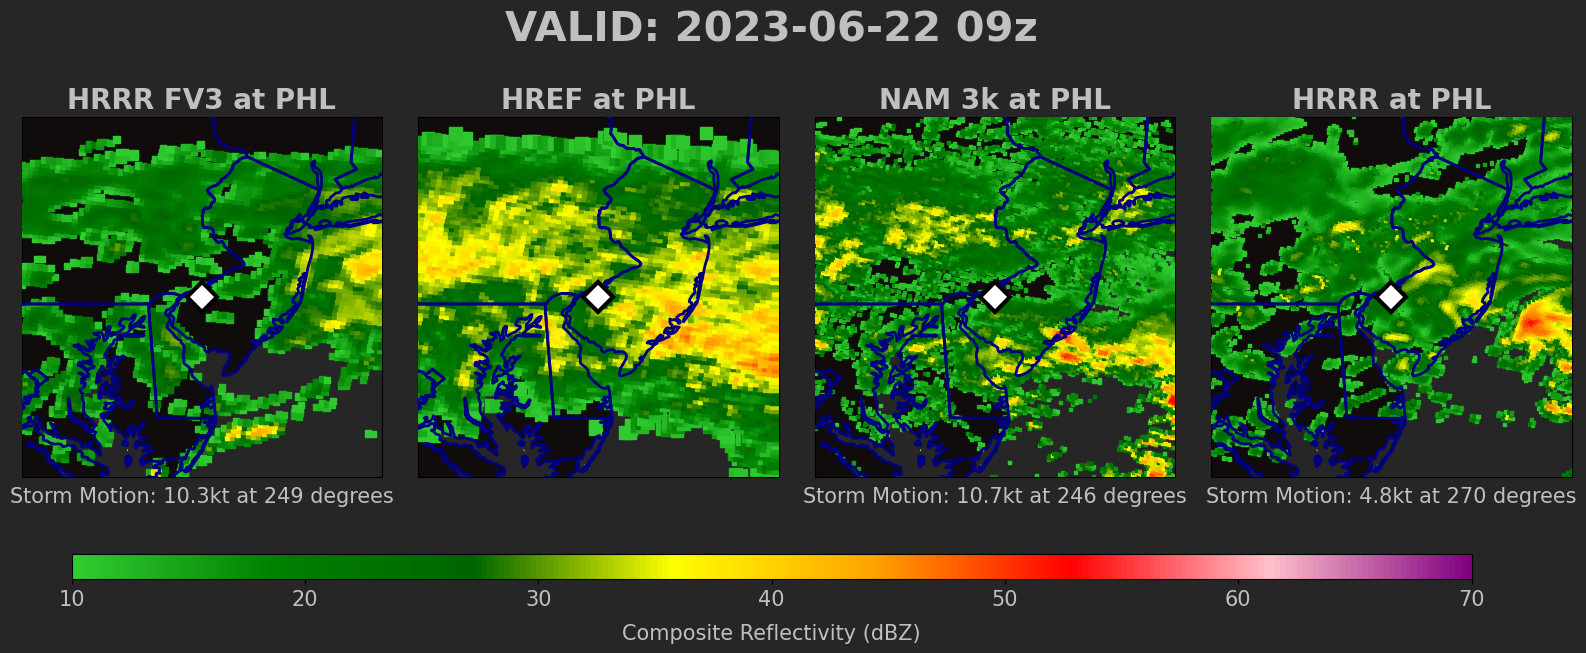 VALID: 2023-06-22 09z
HRRR FV3 at PHL
HREF at PHL
NAM 3k at PHL
HRRR at PHL
Storm Motion: 10.3kt at 249 degrees
Storm Motion: 10.7kt at 246 degrees
Storm Motion: 4.8kt at 270 degrees
10 20 30 40 50 60 70
Composite Reflectivity (dBZ)